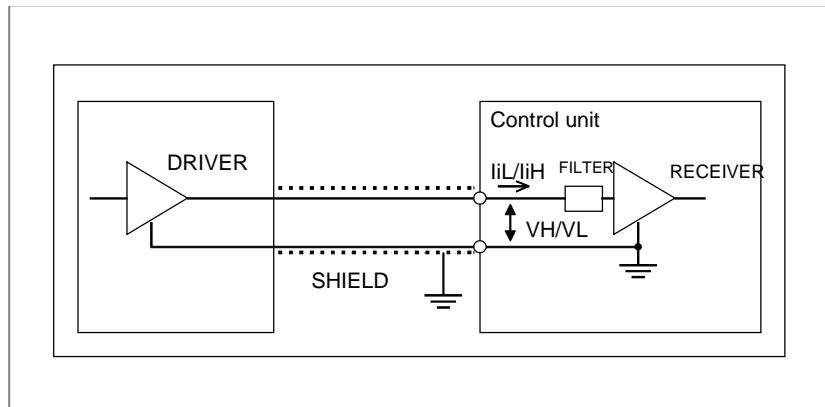 Control unit
DRIVER
IiL/IiH
FILTER
RECEIVER
VH/VL
SHIELD